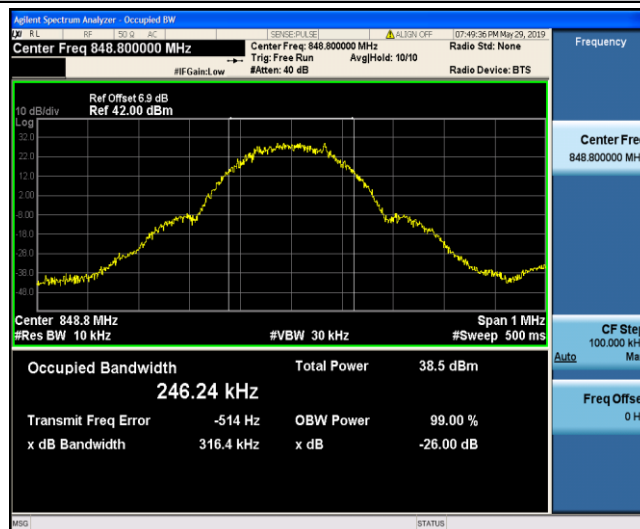 Agilent Spectrum Analyzer - Occupied BW
RL RF 50 Ω AC SENSE:PULSE ALIGN OFF 07:49:36 PM May 29, 2019
Center Freq 848.800000 MHz
Center Freq: 848.800000 MHz
Radio Std: None
Trig: Free Run Avg|Hold: 10/10
#IFGain:Low #Atten: 40 dB Radio Device: BTS
Frequency
Ref Offset 6.9 dB
10 dB/div Ref 42.00 dBm
Log
32.0
22.0
12.0
2.00
-8.00
-18.0
-28.0
-38.0
-48.0
Center Fre
848.800000 MH
Center 848.8 MHz Span 1 MHz
#Res BW 10 kHz #VBW 30 kHz #Sweep 500 ms
CF Ste
100.000 kH
Auto Ma
Occupied Bandwidth Total Power 38.5 dBm
246.24 kHz
Transmit Freq Error -514 Hz OBW Power 99.00 %
x dB Bandwidth 316.4 kHz x dB -26.00 dB
Freq Offse
0 H
MSG STATUS